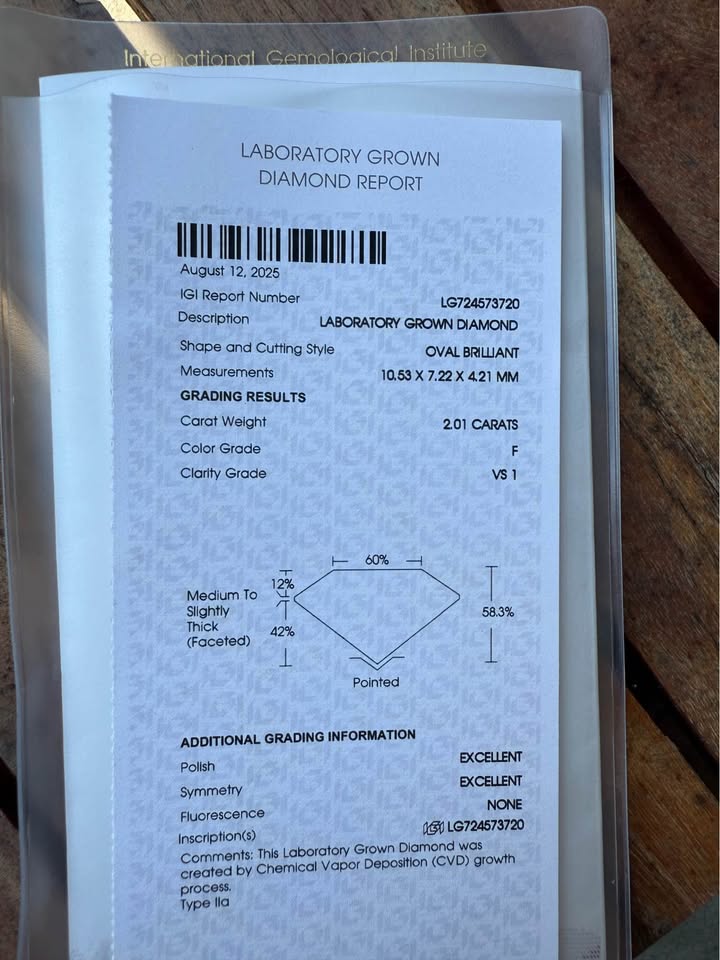 International Gemological Institute
LABORATORY GROWN
DIAMOND REPORT
August 12, 2025
IGI Report Number LG724573720
Description LABORATORY GROWN DIAMOND
Shape and Cutting Style OVAL BRILLIANT
Measurements 10.53 X 7.22 X 4.21 MM
GRADING RESULTS
Carat Weight 2.01 CARATS
Color Grade F
Clarity Grade VS 1
60%
12%
Medium To
Slightly
Thick
(Faceted)
42%
58.3%
Pointed
ADDITIONAL GRADING INFORMATION
Polish EXCELLENT
Symmetry EXCELLENT
Fluorescence NONE
Inscription(s) IGI LG724573720
Comments: This Laboratory Grown Diamond was
created by Chemical Vapor Deposition (CVD) growth
process.
Type IIa